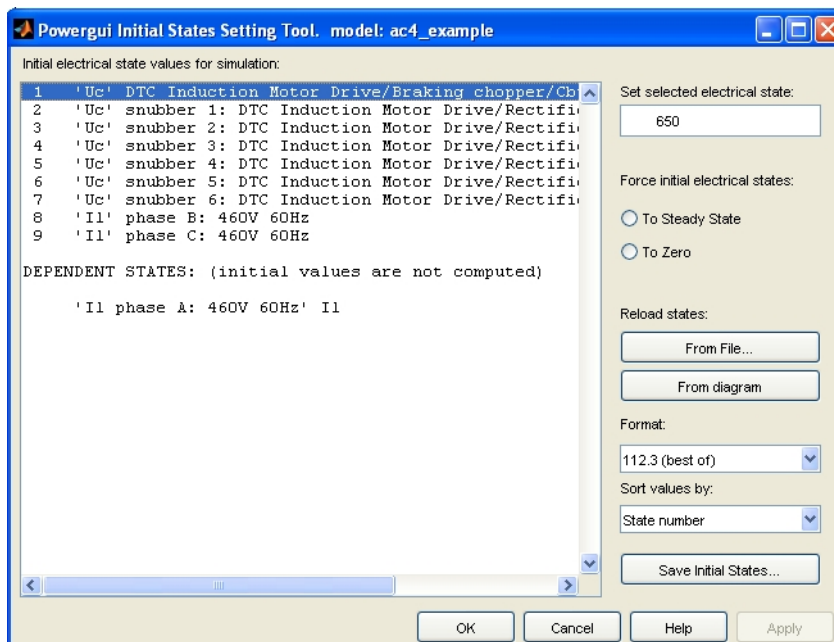 Powergui Initial States Setting Tool. model: ac4_example
Initial electrical state values for simulation:
1 'Uc' DTC Induction Motor Drive/Braking chopper/Cb
2 'Uc' snubber 1: DTC Induction Motor Drive/Rectifi
3 'Uc' snubber 2: DTC Induction Motor Drive/Rectifi
4 'Uc' snubber 3: DTC Induction Motor Drive/Rectifi
5 'Uc' snubber 4: DTC Induction Motor Drive/Rectifi
6 'Uc' snubber 5: DTC Induction Motor Drive/Rectifi
7 'Uc' snubber 6: DTC Induction Motor Drive/Rectifi
8 'Il' phase B: 460V 60Hz
9 'Il' phase C: 460V 60Hz
DEPENDENT STATES: (initial values are not computed)
'Il phase A: 460V 60Hz' Il
Set selected electrical state:
650
Force initial electrical states:
To Steady State
To Zero
Reload states:
From File...
From diagram
Format:
112.3 (best of)
Sort values by:
State number
Save Initial States...
OK
Cancel
Help
Apply